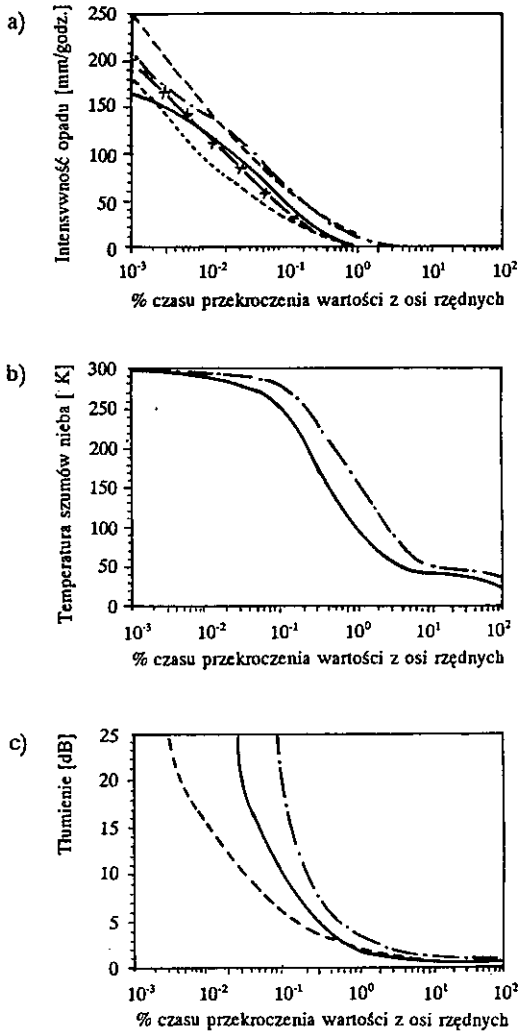 a)
Intensywność opadu [mm/godz.]
250
200
150
100
50
0
10⁻³ 10⁻² 10⁻¹ 10⁰ 10¹ 10²
% czasu przekroczenia wartości z osi rzędnych
b)
Temperatura szumów nieba [ K]
300
250
200
150
100
50
0
10⁻³ 10⁻² 10⁻¹ 10⁰ 10¹ 10²
% czasu przekroczenia wartości z osi rzędnych
c)
Tłumienie [dB]
25
20
15
10
5
0
10⁻³ 10⁻² 10⁻¹ 10⁰ 10¹ 10²
% czasu przekroczenia wartości z osi rzędnych